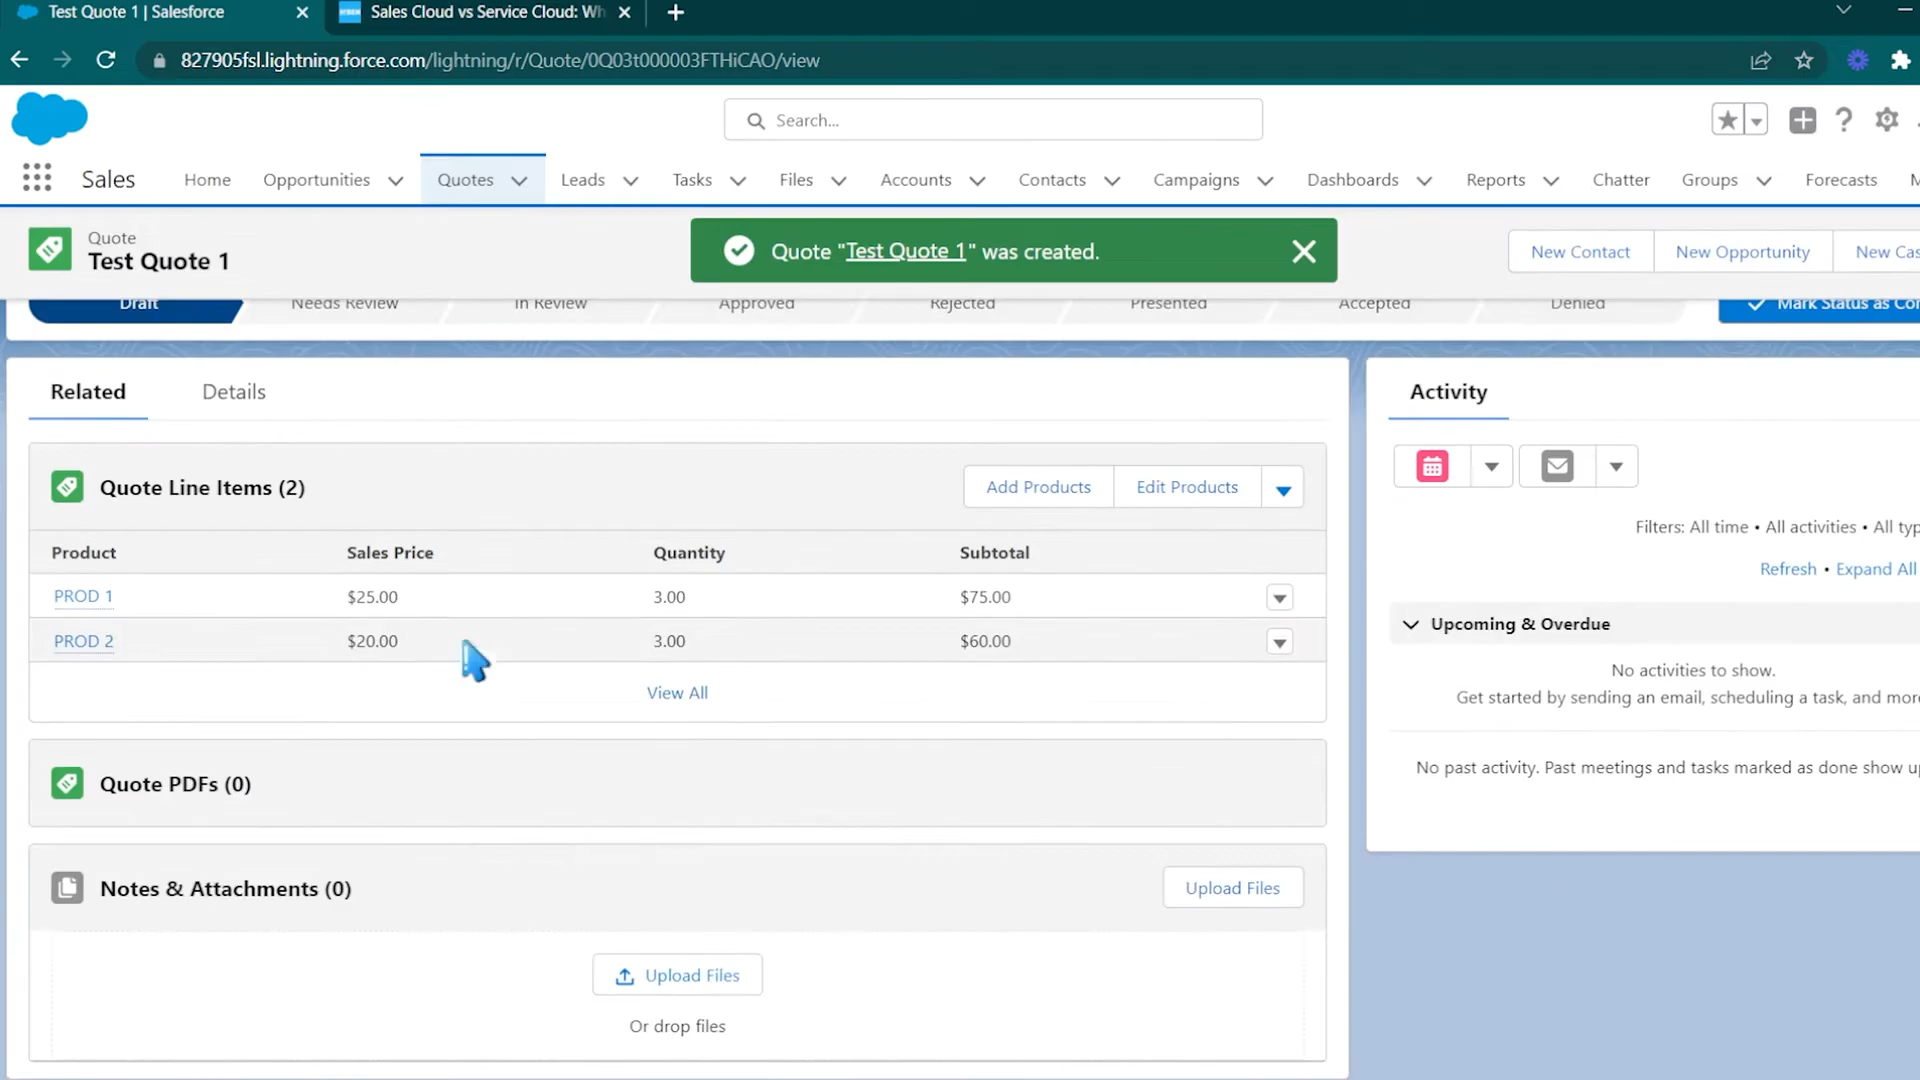 Test Quote 1 | Salesforce
Sales Cloud vs Service Cloud: Wh
827905fsl.lightning.force.com/lightning/r/Quote/0Q03t000003FTHiCAO/view
Search...
Sales
Home
Opportunities
Quotes
Leads
Tasks
Files
Accounts
Contacts
Campaigns
Dashboards
Reports
Chatter
Groups
Forecasts
M
Quote
Test Quote 1
Quote "Test Quote 1" was created.
New Contact
New Opportunity
New Cas
Draft
Needs Review
In Review
Approved
Rejected
Presented
Accepted
Denied
Mark Status as Com
Related
Details
Activity
Quote Line Items (2)
Add Products
Edit Products
Product Sales Price Quantity Subtotal
PROD 1 $25.00 3.00 $75.00
PROD 2 $20.00 3.00 $60.00
View All
Quote PDFs (0)
Notes & Attachments (0)
Upload Files
Upload Files
Or drop files
Filters: All time • All activities • All typ
Refresh • Expand All
Upcoming & Overdue
No activities to show.
Get started by sending an email, scheduling a task, and more
No past activity. Past meetings and tasks marked as done show up